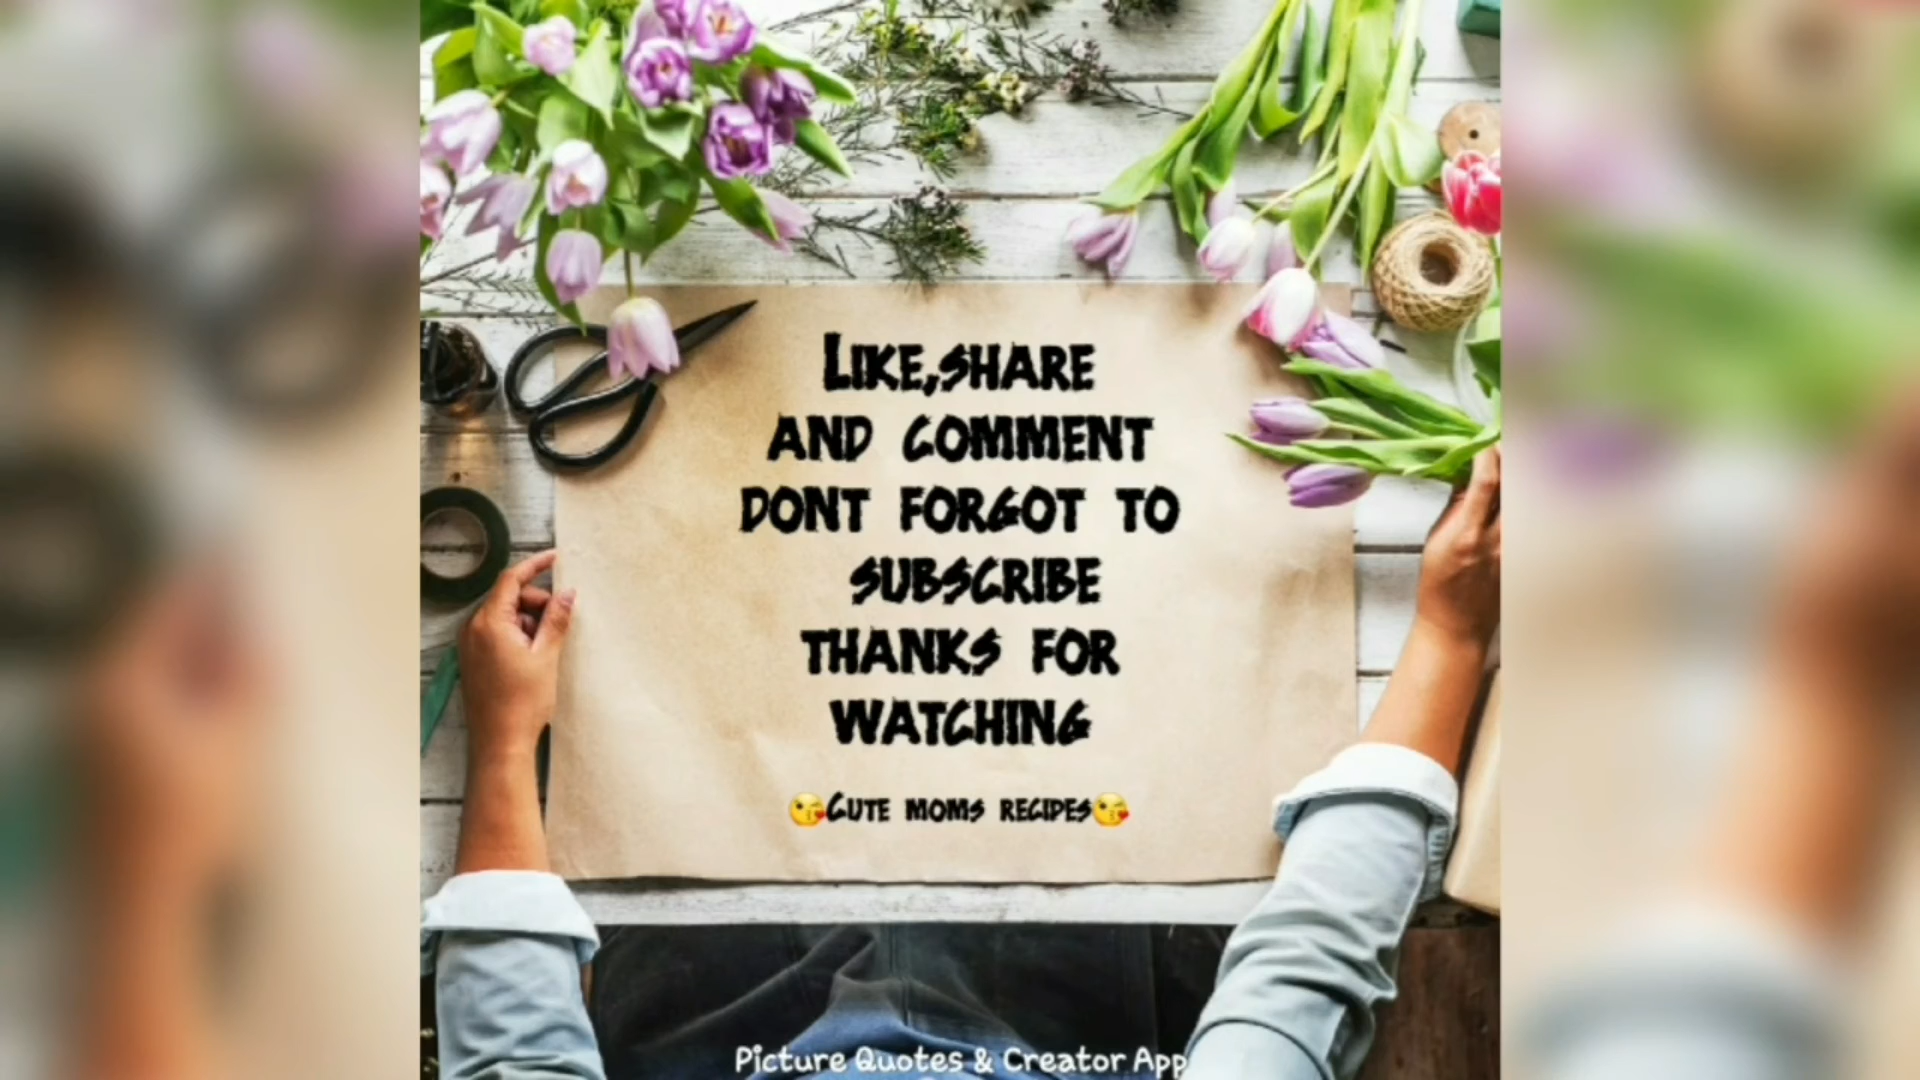 Like,share
and comment
dont forgot to
subscribe
thanks for
watching
😘Cute moms recipes😘
Picture Quotes & Creator App